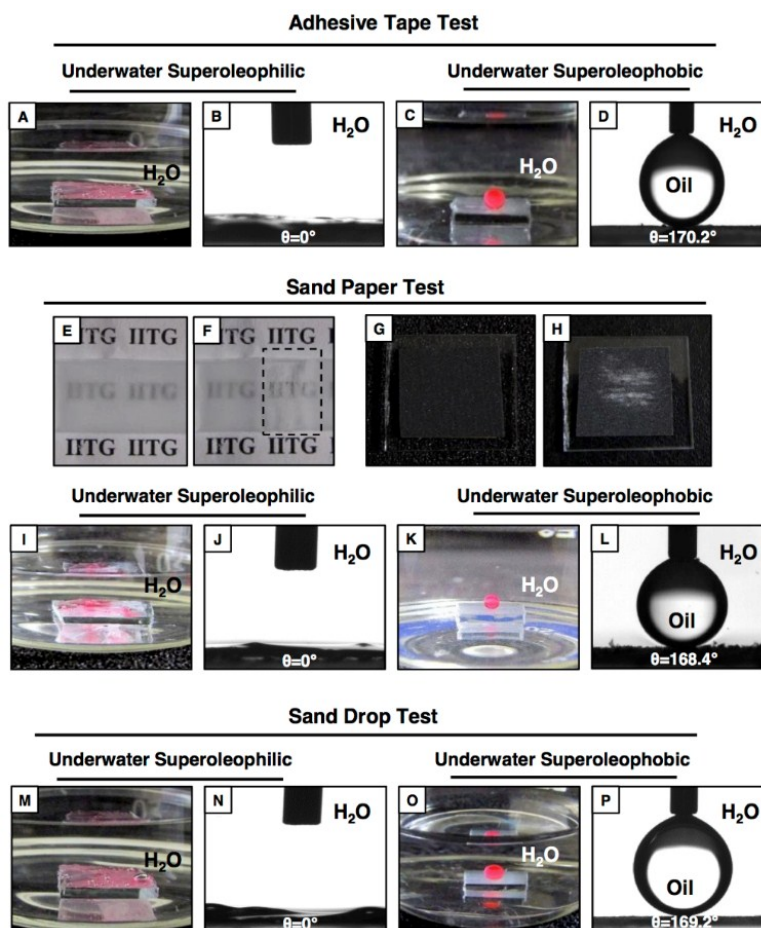 Adhesive Tape Test
Underwater Superoleophilic Underwater Superoleophobic
A B C D
H₂O H₂O H₂O H₂O
Oil
θ=0° θ=170.2°
Sand Paper Test
E F G H
IITG IITG IITG IITG
IITG IITG IITG IITG
IITG IITG IITG IITG
Underwater Superoleophilic Underwater Superoleophobic
I J K L
H₂O H₂O H₂O H₂O
Oil
θ=0° θ=168.4°
Sand Drop Test
Underwater Superoleophilic Underwater Superoleophobic
M N O P
H₂O H₂O H₂O H₂O
Oil
θ=0° θ=169.2°